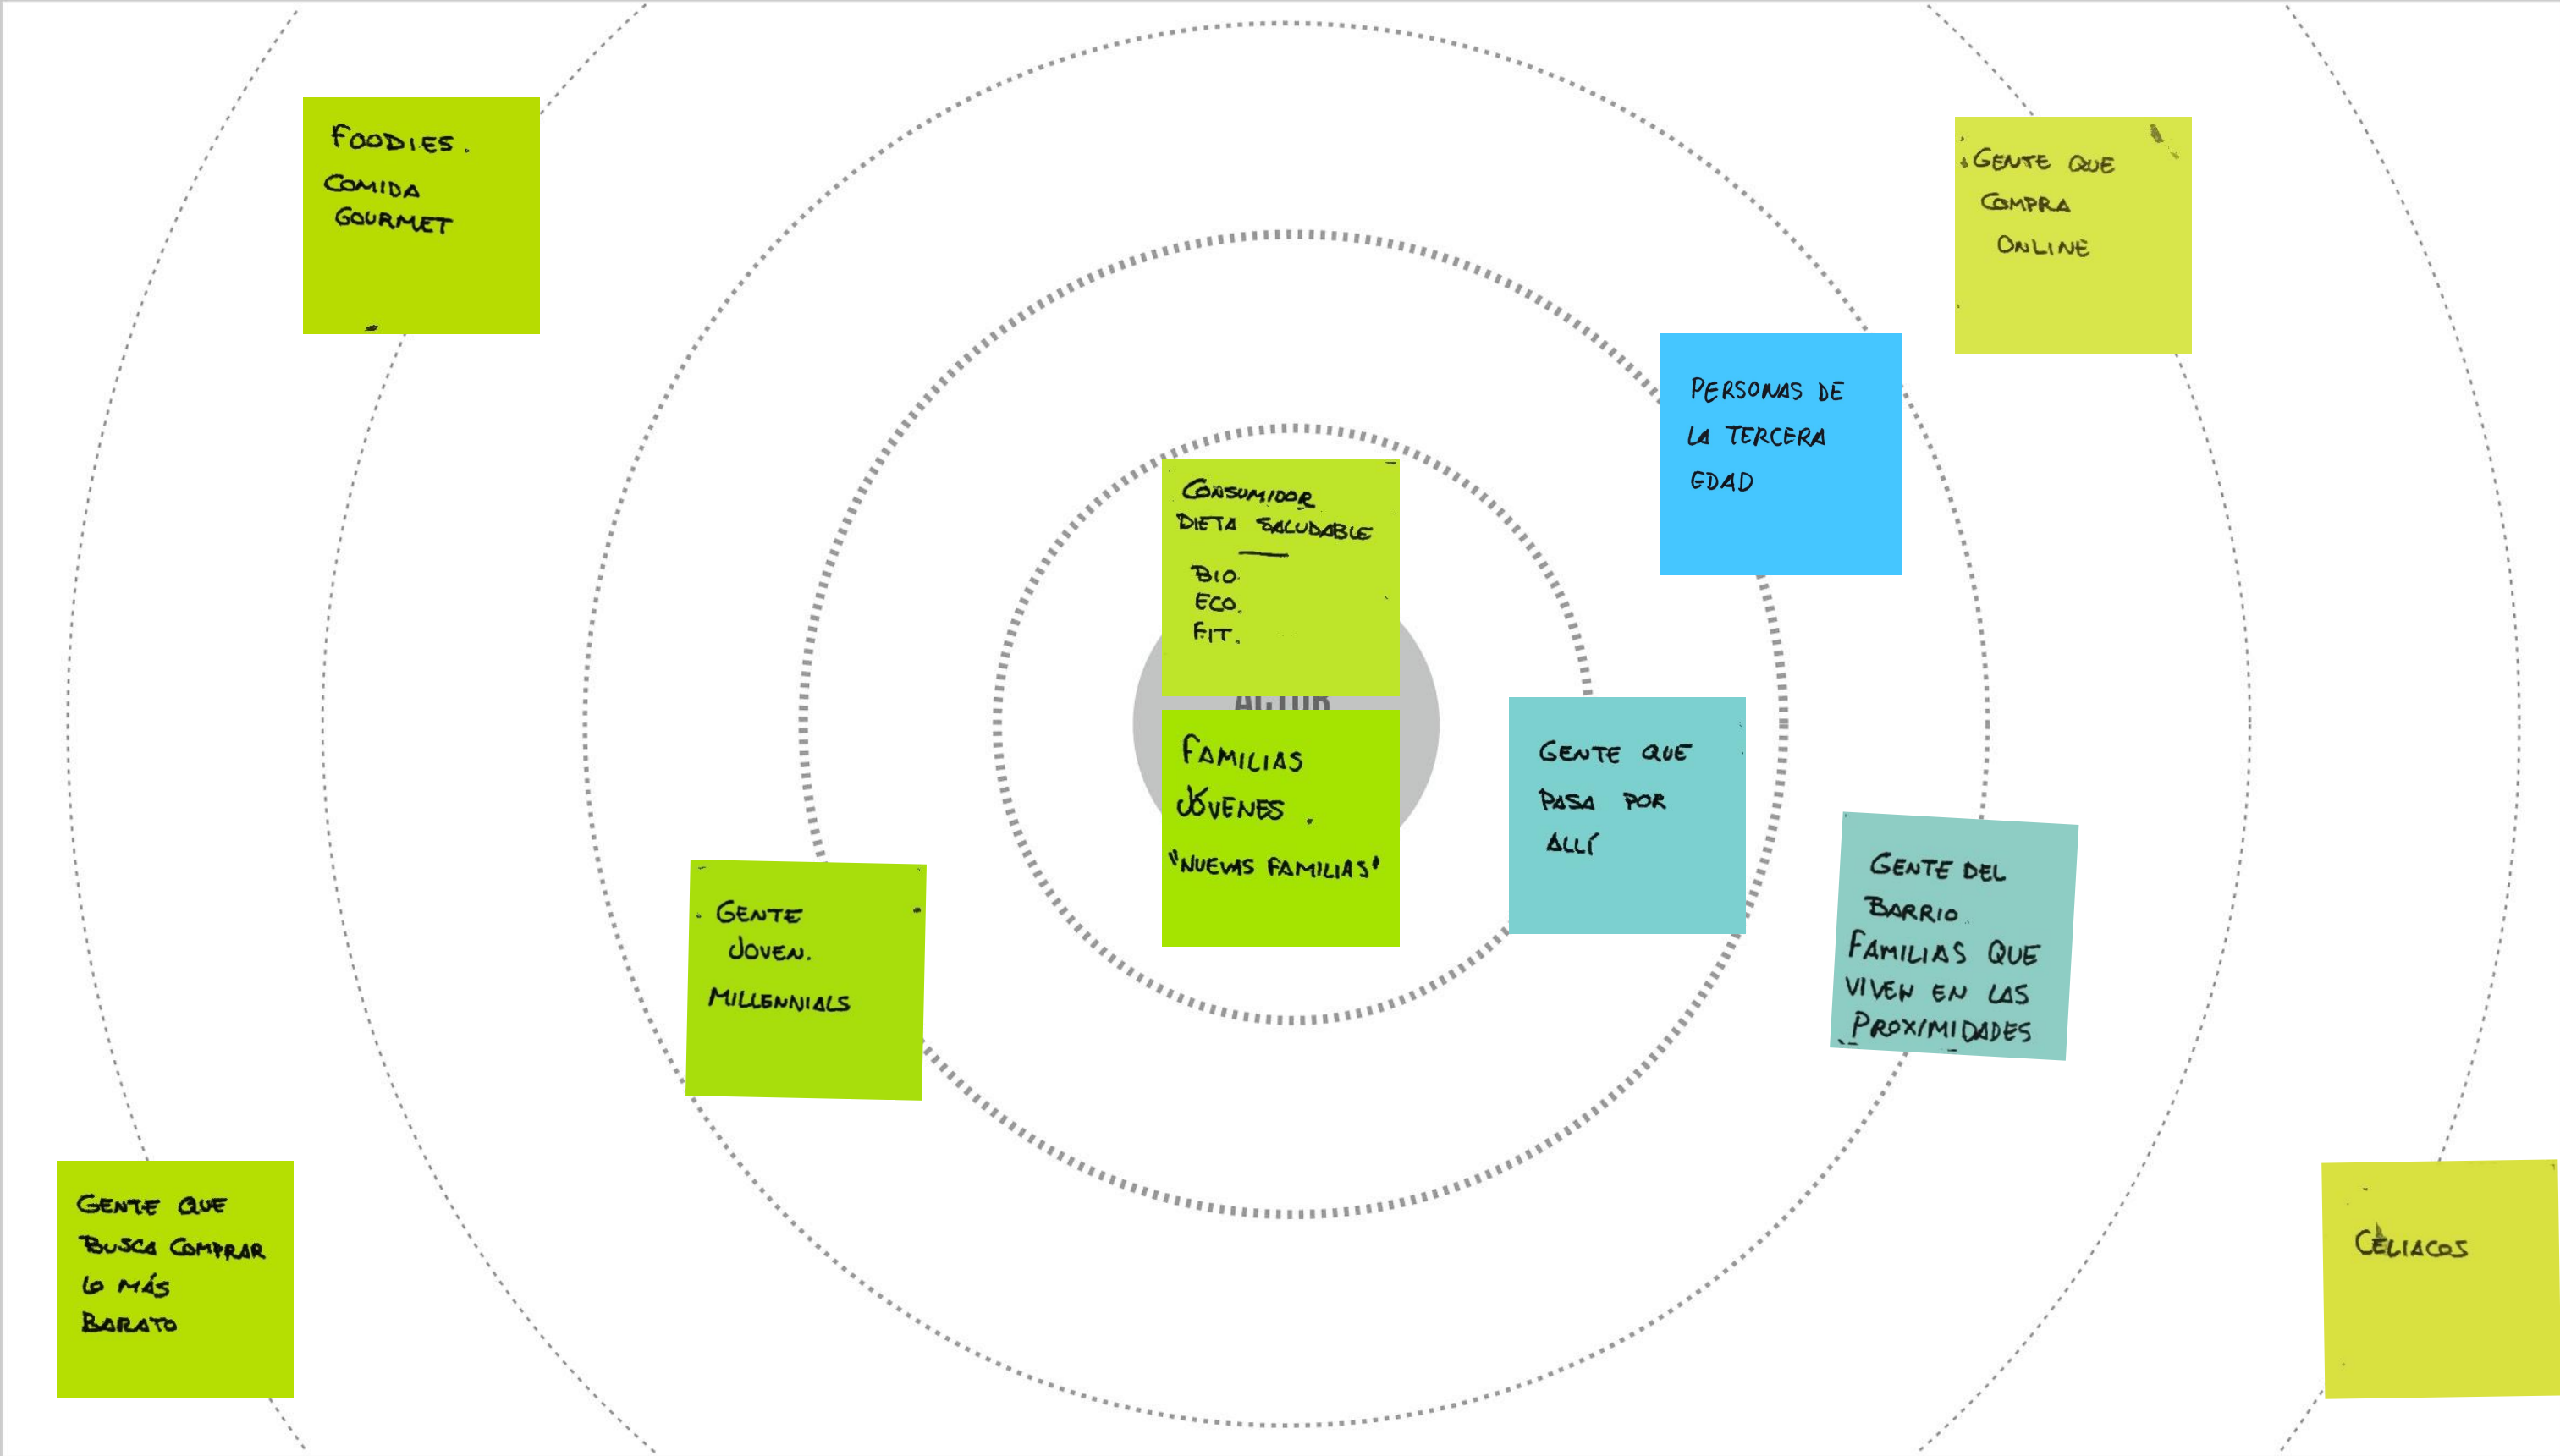 FOODIES.
COMIDA
GOURMET
GENTE QUE
COMPRA
ONLINE
PERSONAS DE
LA TERCERA
EDAD
CONSUMIDOR
DIETA SALUDABLE
BIO.
ECO.
FIT.
ACTOR
FAMILIAS
JÓVENES.
"NUEVAS FAMILIAS"
GENTE QUE
PASA POR
ALLÍ
GENTE DEL
BARRIO.
FAMILIAS QUE
VIVEN EN LAS
PROXIMIDADES
GENTE
JOVEN.
MILLENNIALS
GENTE QUE
BUSCA COMPRAR
LO MÁS
BARATO
CELIACOS